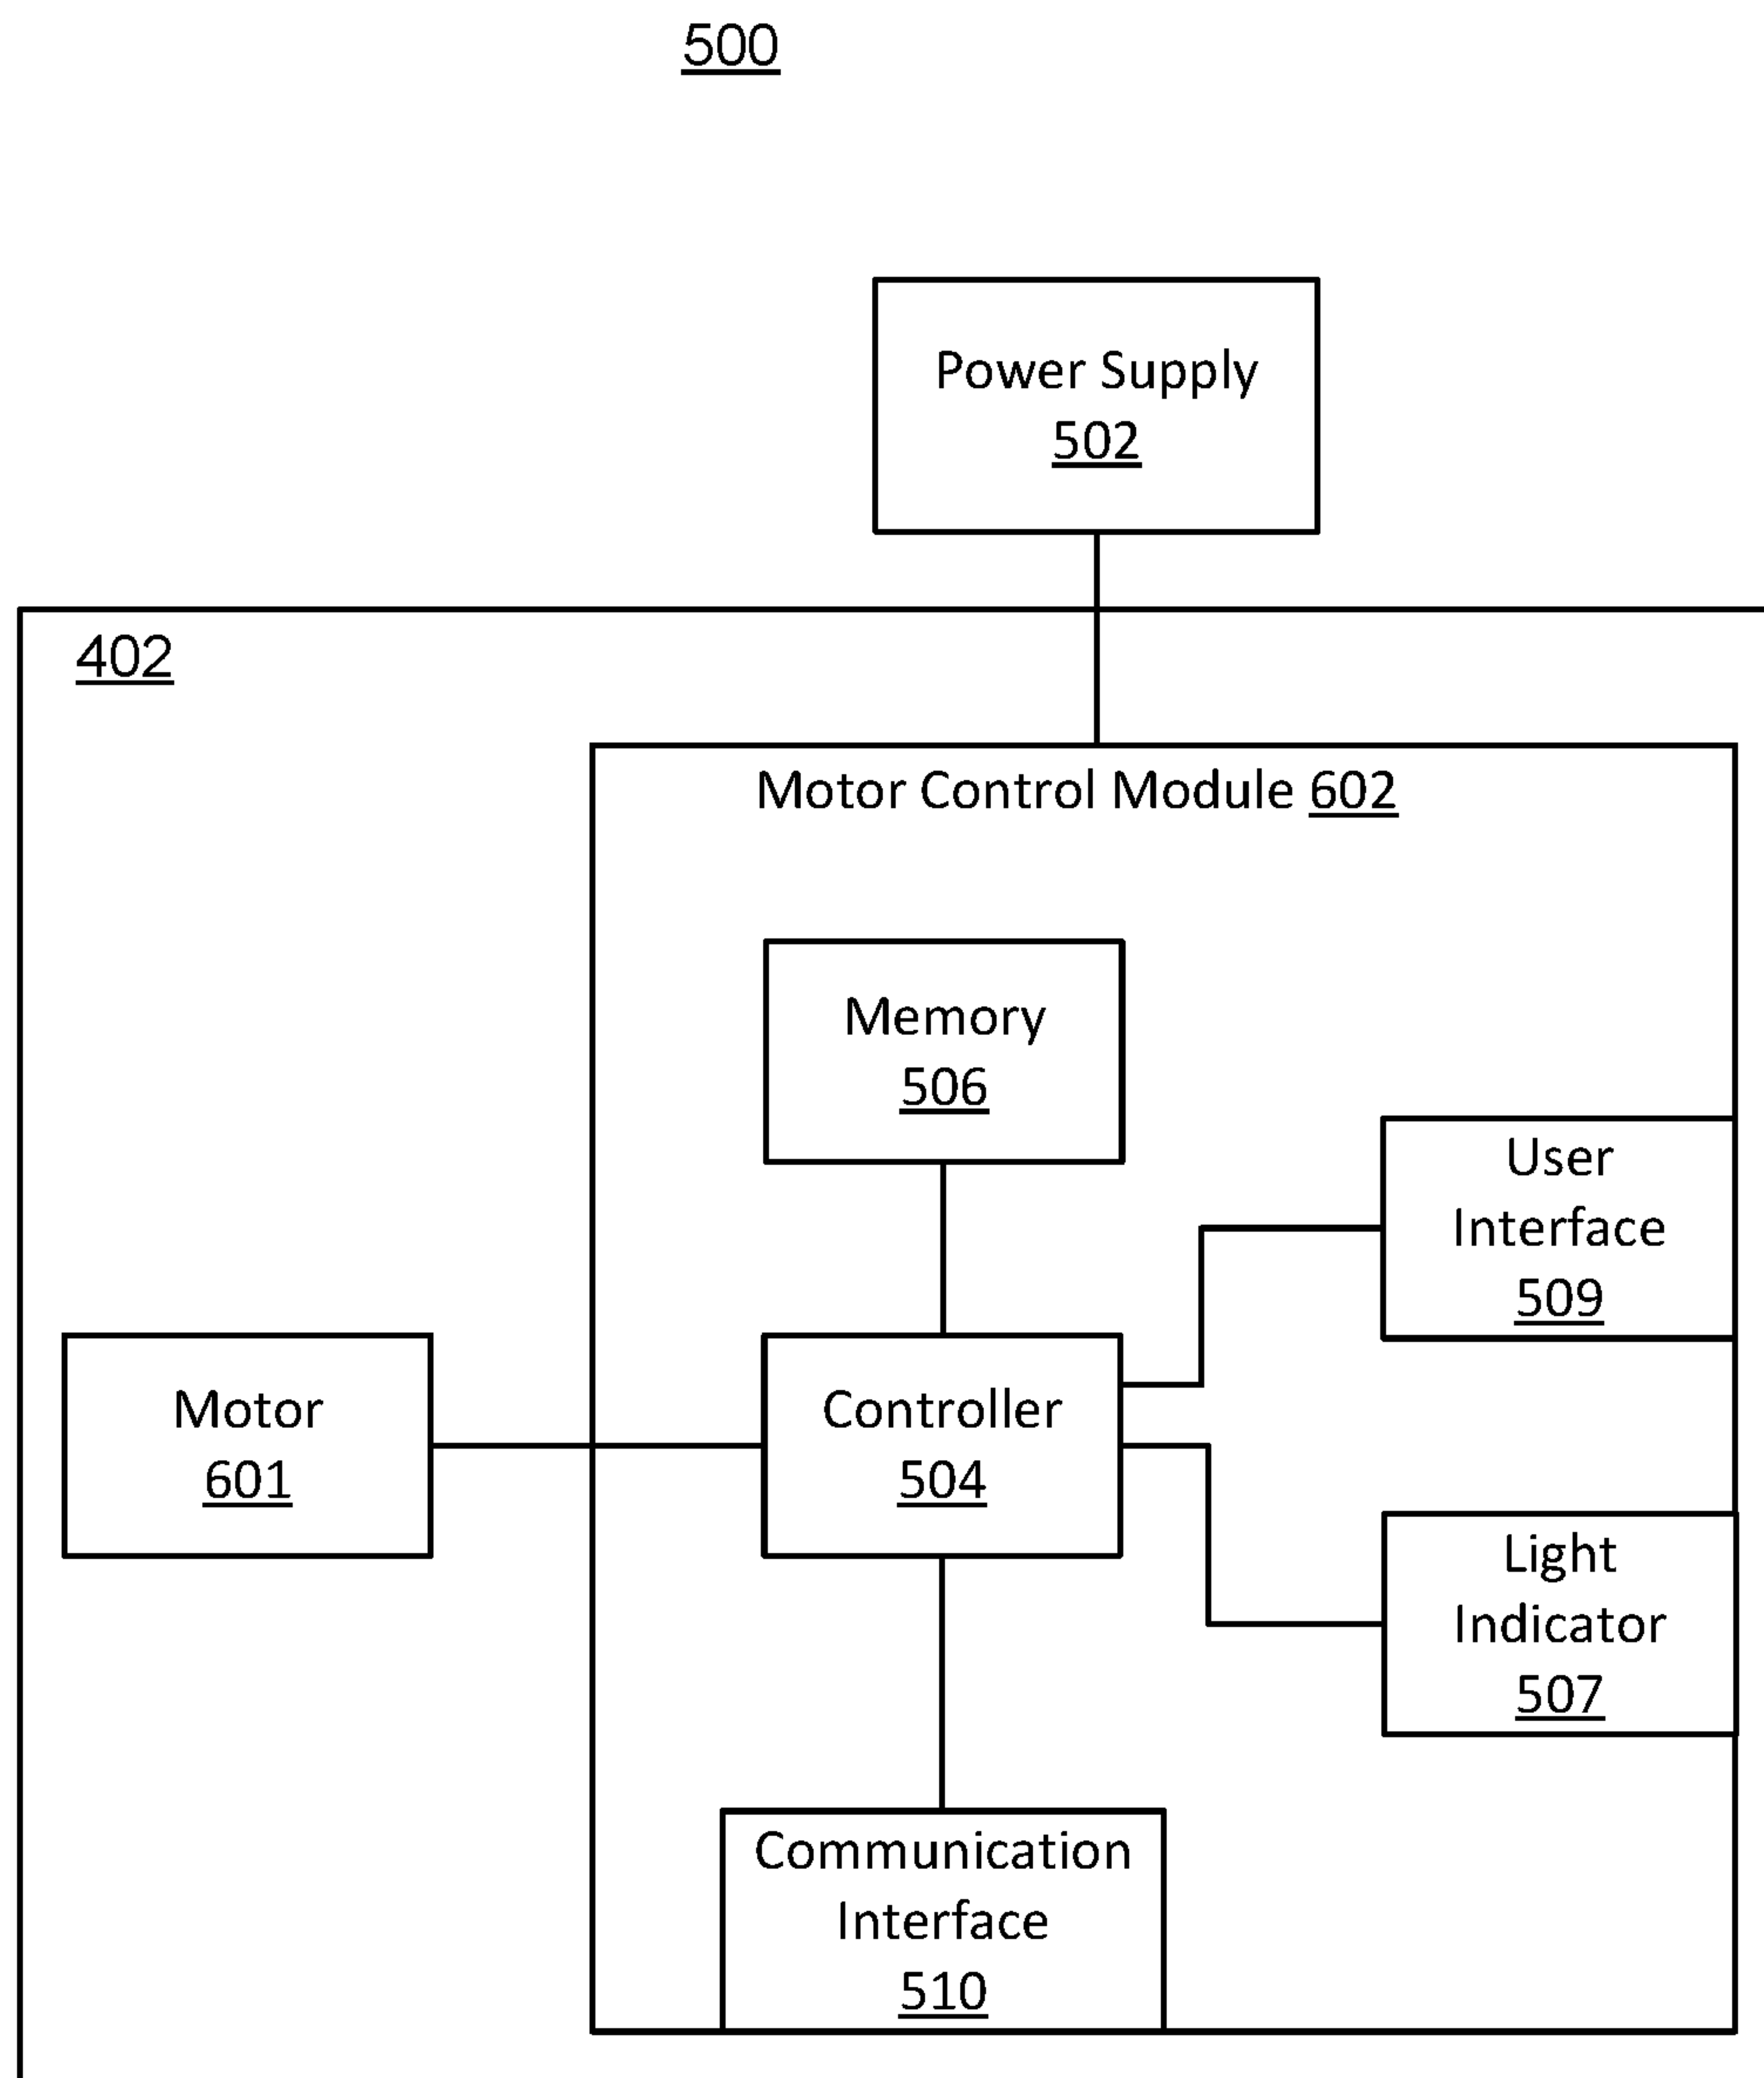 500
Power Supply
502
402
Motor Control Module 602
Memory
506
User
Interface
509
Motor
601
Controller
504
Light
Indicator
507
Communication
Interface
510